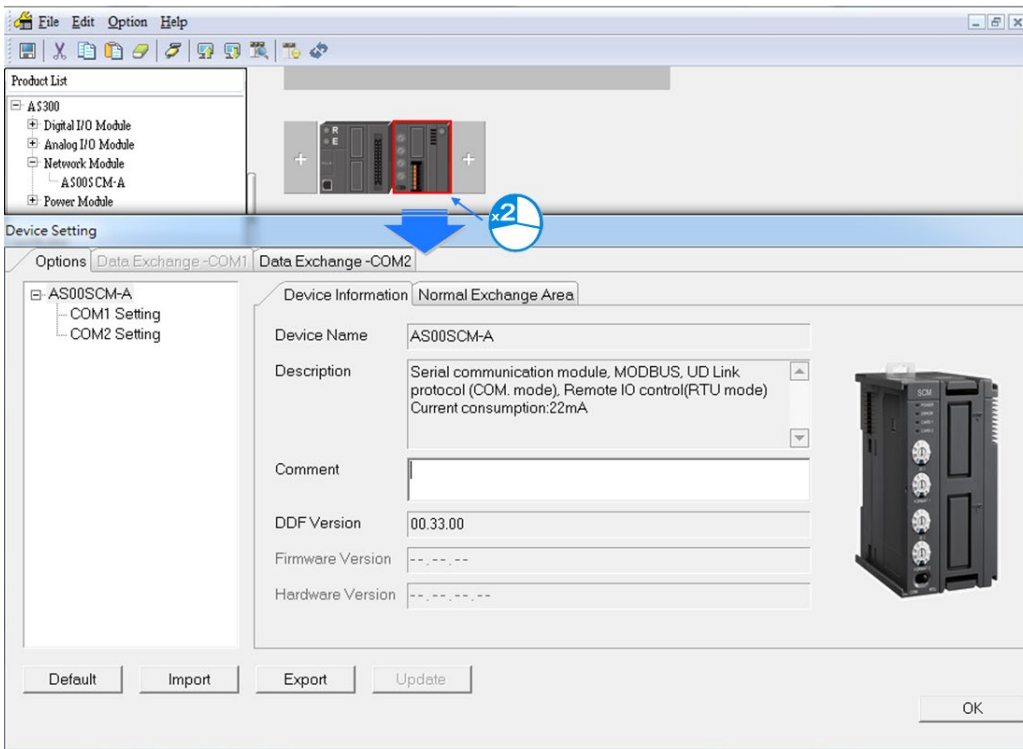 File Edit Option Help
Product List
AS300
Digital I/O Module
Analog I/O Module
Network Module
AS00SCM-A
Power Module
R
E
×2
Device Setting
Options Data Exchange -COM1 Data Exchange -COM2
AS00SCM-A
COM1 Setting
COM2 Setting
Device Information Normal Exchange Area
Device Name AS00SCM-A
Description Serial communication module, MODBUS, UD Link
protocol (COM. mode), Remote IO control(RTU mode)
Current consumption:22mA
Comment
DDF Version 00.33.00
Firmware Version --.--.--
Hardware Version --.--.--.--
SCM
Default Import Export Update
OK